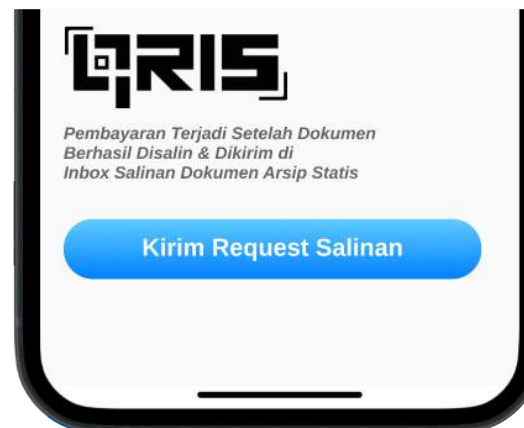 QRIS
Pembayaran Terjadi Setelah Dokumen
Berhasil Disalin & Dikirim di
Inbox Salinan Dokumen Arsip Statis
Kirim Request Salinan